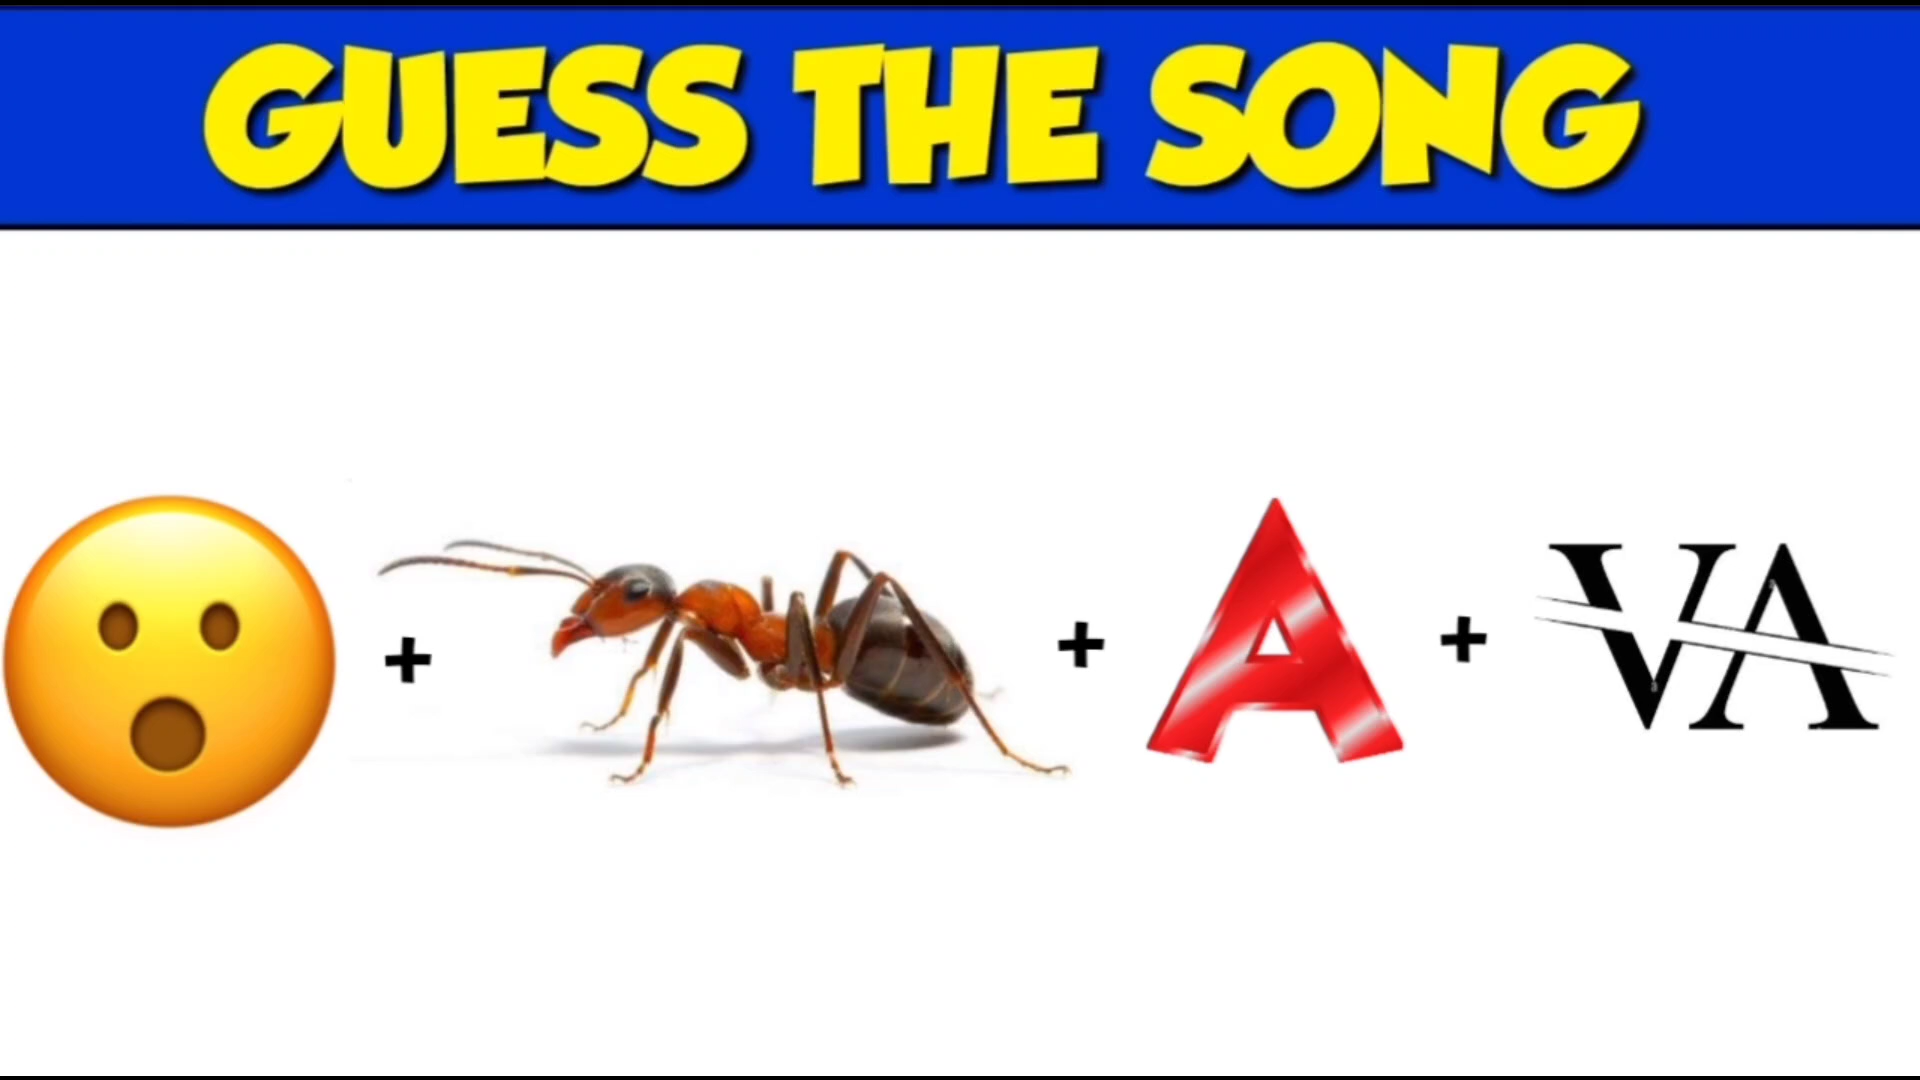 GUESS THE SONG
+ + A + VA